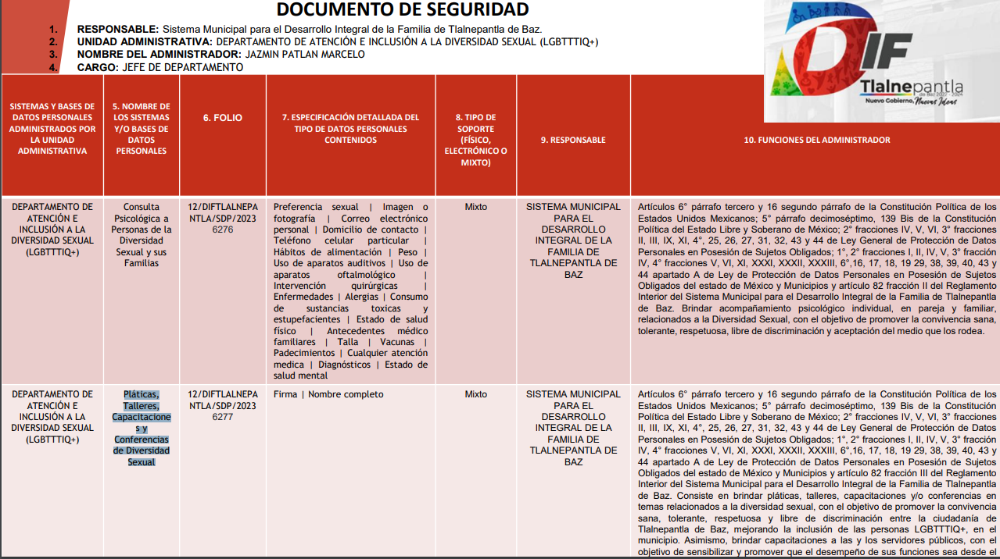 DOCUMENTO DE SEGURIDAD
1. RESPONSABLE: Sistema Municipal para el Desarrollo Integral de la Familia de Tlalnepantla de Baz.
2. UNIDAD ADMINISTRATIVA: DEPARTAMENTO DE ATENCIÓN E INCLUSIÓN A LA DIVERSIDAD SEXUAL (LGBTTTIQ+)
3. NOMBRE DEL ADMINISTRADOR: JAZMIN PATLAN MARCELO
4. CARGO: JEFE DE DEPARTAMENTO
DIF
Tlalnepantla
de Baz 2022 - 2024
Nuevo Gobierno, Nuevas Ideas
SISTEMAS Y BASES DE
DATOS PERSONALES
ADMINISTRADOS POR
LA UNIDAD
ADMINISTRATIVA
5. NOMBRE DE
LOS SISTEMAS
Y/O BASES DE
DATOS
PERSONALES
6. FOLIO
7. ESPECIFICACIÓN DETALLADA DEL
TIPO DE DATOS PERSONALES
CONTENIDOS
8. TIPO DE
SOPORTE
(FÍSICO,
ELECTRÓNICO O
MIXTO)
9. RESPONSABLE
10. FUNCIONES DEL ADMINISTRADOR
DEPARTAMENTO DE
ATENCIÓN E
INCLUSIÓN A LA
DIVERSIDAD SEXUAL
(LGBTTTIQ+)
Consulta
Psicológica a
Personas de la
Diversidad
Sexual y sus
Familias
12/DIFTLALNEPA
NTLA/SDP/2023
6276
Preferencia sexual | Imagen o
fotografía | Correo electrónico
personal | Domicilio de contacto |
Teléfono celular particular |
Hábitos de alimentación | Peso |
Uso de aparatos auditivos | Uso de
aparatos oftalmológico |
Intervención quirúrgicas |
Enfermedades | Alergias | Consumo
de sustancias toxicas y
estupefacientes | Estado de salud
físico | Antecedentes médico
familiares | Talla | Vacunas |
Padecimientos | Cualquier atención
medica | Diagnósticos | Estado de
salud mental
Mixto
SISTEMA MUNICIPAL
PARA EL
DESARROLLO
INTEGRAL DE LA
FAMILIA DE
TLALNEPANTLA DE
BAZ
Artículos 6° párrafo tercero y 16 segundo párrafo de la Constitución Política de los
Estados Unidos Mexicanos; 5° párrafo decimoséptimo, 139 Bis de la Constitución
Política del Estado Libre y Soberano de México; 2° fracciones IV, V, VI, 3° fracciones
II, III, IX, XI, 4°, 25, 26, 27, 31, 32, 43 y 44 de Ley General de Protección de Datos
Personales en Posesión de Sujetos Obligados; 1°, 2° fracciones I, II, IV, V, 3° fracción
IV, 4° fracciones V, VI, XI, XXXI, XXXII, XXXIII, 6°,16, 17, 18, 19 29, 38, 39, 40, 43 y
44 apartado A de Ley de Protección de Datos Personales en Posesión de Sujetos
Obligados del estado de México y Municipios y artículo 82 fracción II del Reglamento
Interior del Sistema Municipal para el Desarrollo Integral de la Familia de Tlalnepantla
de Baz. Brindar acompañamiento psicológico individual, en pareja y familiar,
relacionados a la Diversidad Sexual, con el objetivo de promover la convivencia sana,
tolerante, respetuosa, libre de discriminación y aceptación del medio que los rodea.
DEPARTAMENTO DE
ATENCIÓN E
INCLUSIÓN A LA
DIVERSIDAD SEXUAL
(LGBTTTIQ+)
Pláticas,
Talleres,
Capacitacione
s y
Conferencias
de Diversidad
Sexual
12/DIFTLALNEPA
NTLA/SDP/2023
6277
Firma | Nombre completo
Mixto
SISTEMA MUNICIPAL
PARA EL
DESARROLLO
INTEGRAL DE LA
FAMILIA DE
TLALNEPANTLA DE
BAZ
Artículos 6° párrafo tercero y 16 segundo párrafo de la Constitución Política de los
Estados Unidos Mexicanos; 5° párrafo decimoséptimo, 139 Bis de la Constitución
Política del Estado Libre y Soberano de México; 2° fracciones IV, V, VI, 3° fracciones
II, III, IX, XI, 4°, 25, 26, 27, 31, 32, 43 y 44 de Ley General de Protección de Datos
Personales en Posesión de Sujetos Obligados; 1°, 2° fracciones I, II, IV, V, 3° fracción
IV, 4° fracciones V, VI, XI, XXXI, XXXII, XXXIII, 6°,16, 17, 18, 19 29, 38, 39, 40, 43 y
44 apartado A de Ley de Protección de Datos Personales en Posesión de Sujetos
Obligados del estado de México y Municipios y artículo 82 fracción III del Reglamento
Interior del Sistema Municipal para el Desarrollo Integral de la Familia de Tlalnepantla
de Baz. Consiste en brindar pláticas, talleres, capacitaciones y/o conferencias en
temas relacionados a la diversidad sexual, con el objetivo de promover la convivencia
sana, tolerante, respetuosa y libre de discriminación entre la ciudadanía de
Tlalnepantla de Baz, mejorando la inclusión de las personas LGBTTTIQ+, en el
municipio. Asimismo, brindar capacitaciones a las y los servidores públicos, con el
objetivo de sensibilizar y promover que el desempeño de sus funciones sea desde el